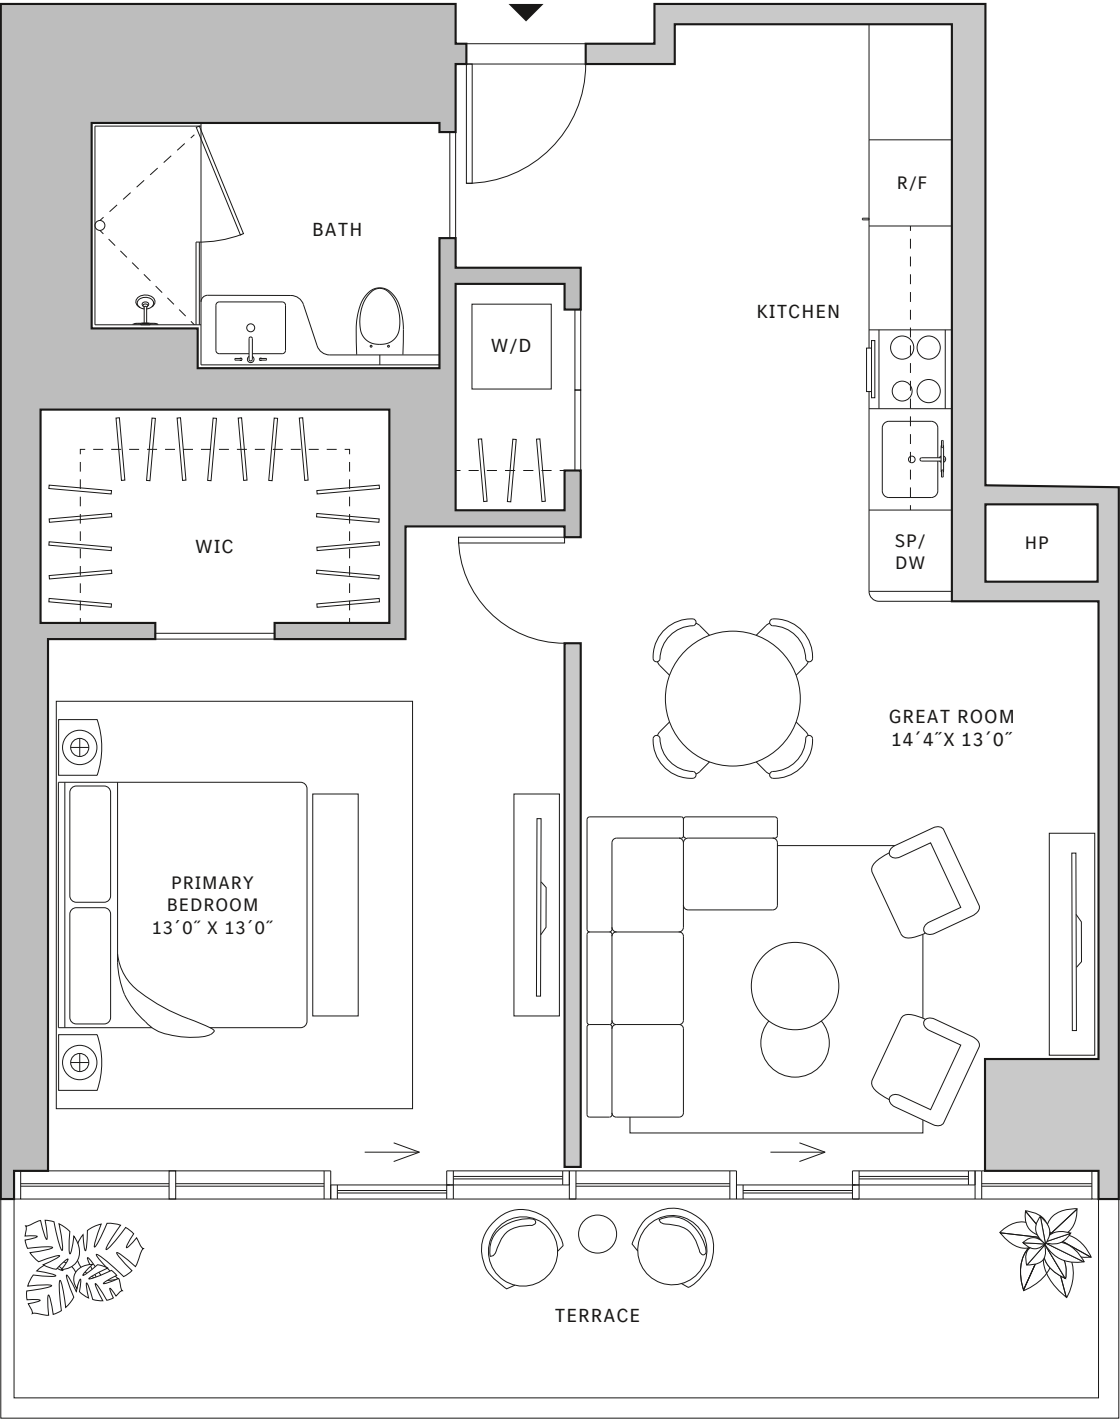 R/F
BATH
KITCHEN
W/D
SP/
DW
HP
WIC
GREAT ROOM
14´4˝X 13´0˝
PRIMARY
BEDROOM
13´0˝ X 13´0˝
TERRACE